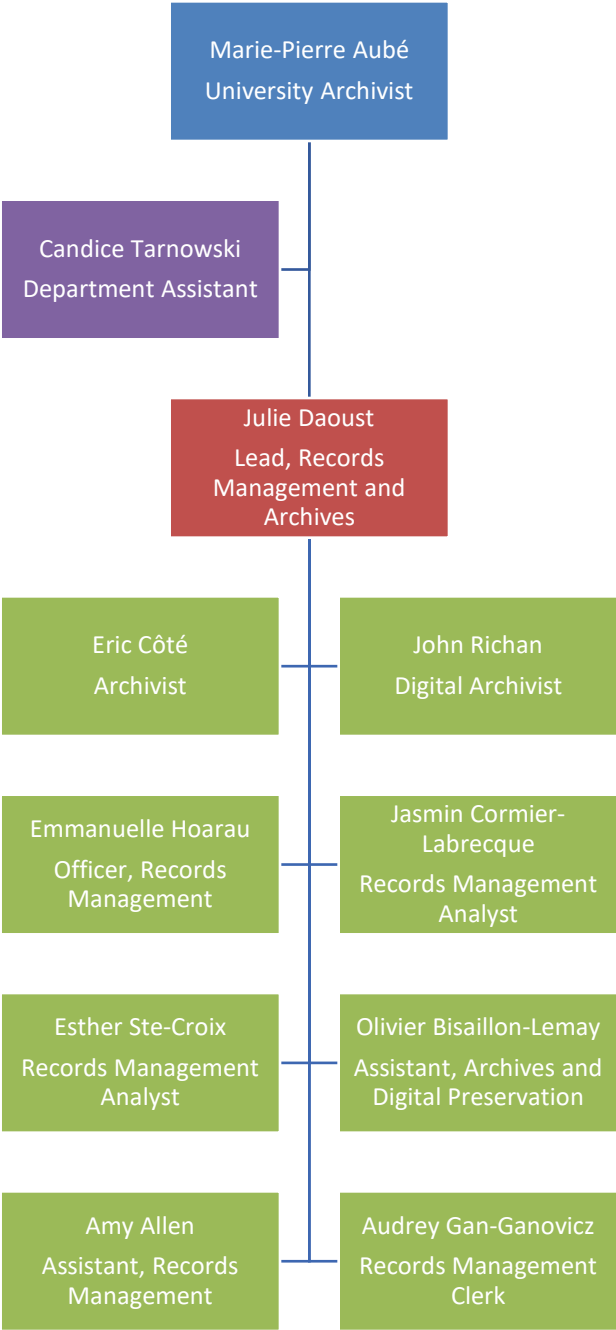 Marie-Pierre Aubé
University Archivist
Candice Tarnowski
Department Assistant
Julie Daoust
Lead, Records
Management and
Archives
Eric Côté
Archivist
John Richan
Digital Archivist
Emmanuelle Hoarau
Officer, Records
Management
Jasmin Cormier-
Labrecque
Records Management
Analyst
Esther Ste-Croix
Records Management
Analyst
Olivier Bisaillon-Lemay
Assistant, Archives and
Digital Preservation
Amy Allen
Assistant, Records
Management
Audrey Gan-Ganovicz
Records Management
Clerk